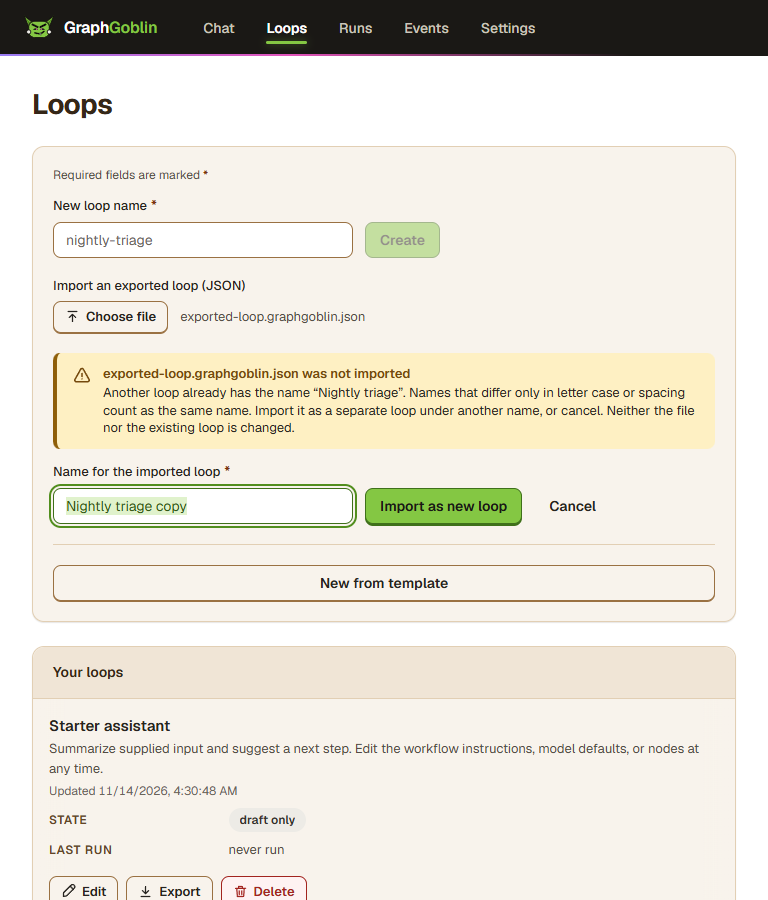 GraphGoblin Chat Loops Runs Events Settings
Loops
Required fields are marked *
New loop name *
nightly-triage Create
Import an exported loop (JSON)
Choose file exported-loop.graphgoblin.json
exported-loop.graphgoblin.json was not imported
Another loop already has the name “Nightly triage”. Names that differ only in letter case or spacing
count as the same name. Import it as a separate loop under another name, or cancel. Neither the file
nor the existing loop is changed.
Name for the imported loop *
Nightly triage copy Import as new loop Cancel
New from template
Your loops
Starter assistant
Summarize supplied input and suggest a next step. Edit the workflow instructions, model defaults, or nodes at
any time.
Updated 11/14/2026, 4:30:48 AM
STATE draft only
LAST RUN never run
Edit Export Delete